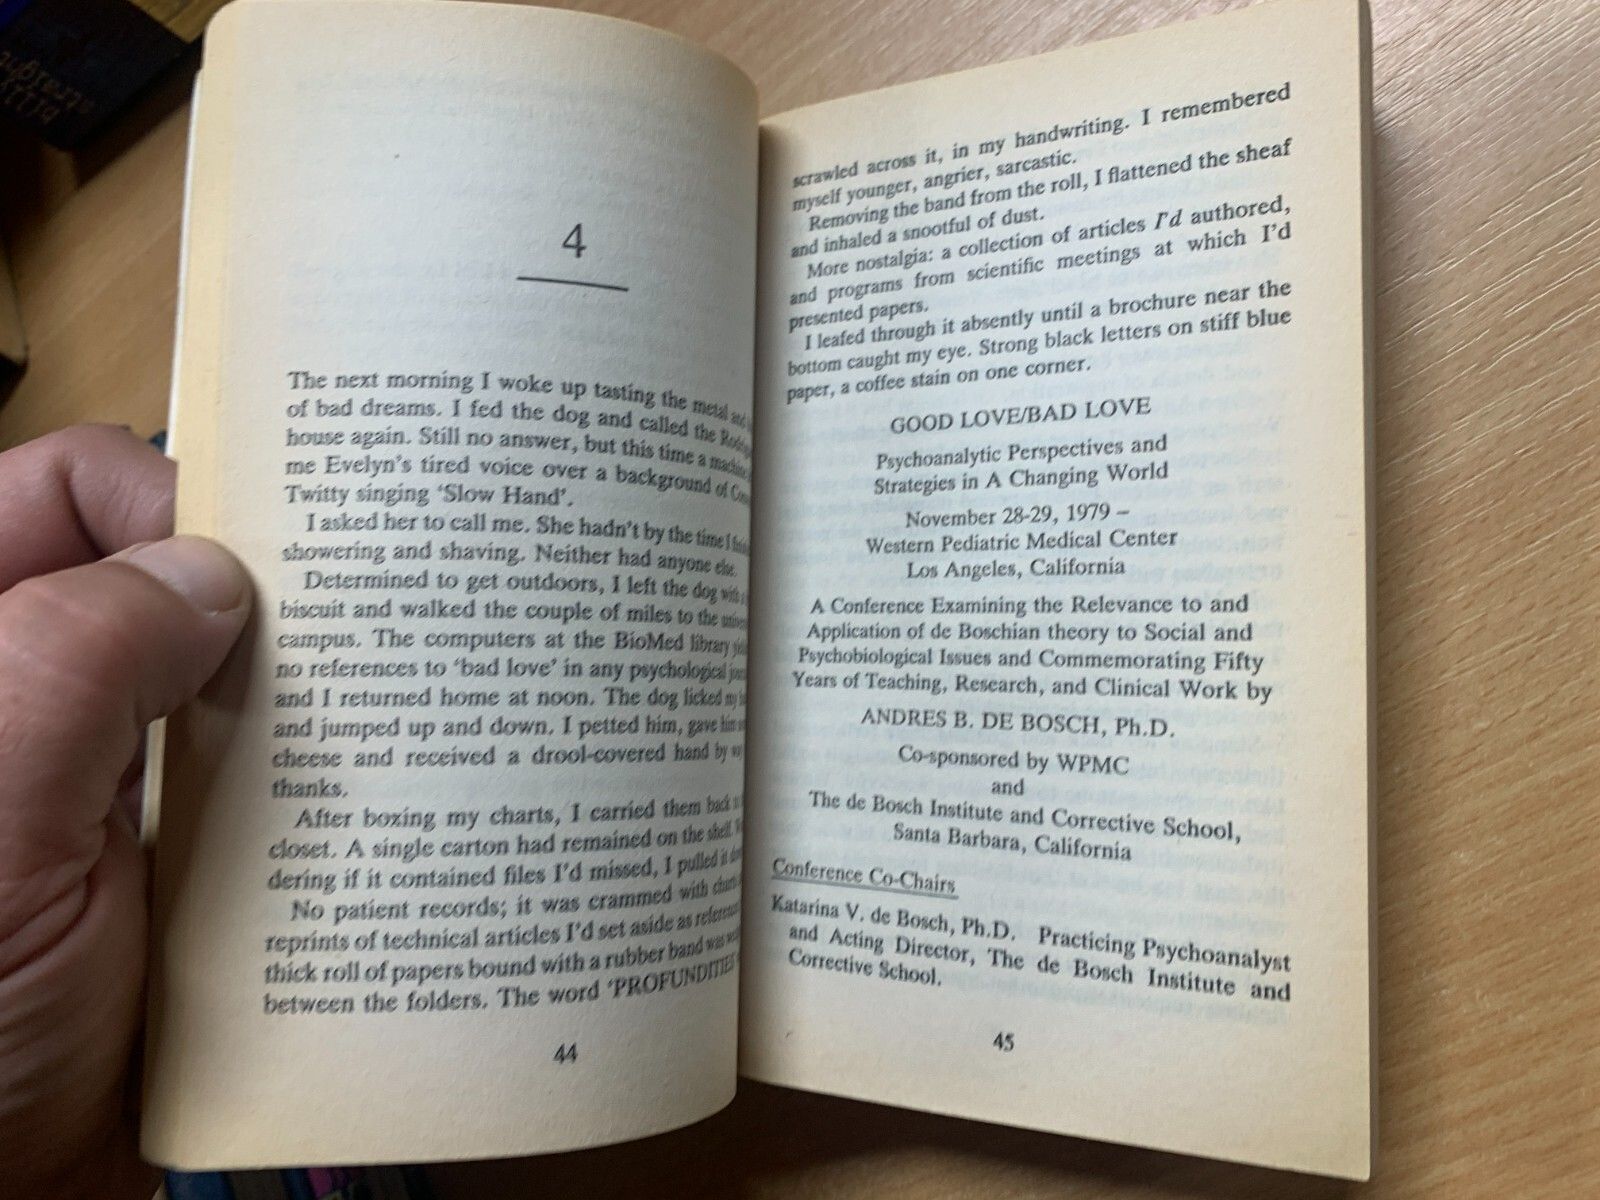 4
The next morning I woke up tasting the metal and
of bad dreams. I fed the dog and called the
house again. Still no answer, but this time a machine
me Evelyn's tired voice over a background of
Twitty singing 'Slow Hand'.
I asked her to call me. She hadn't by the time I
showering and shaving. Neither had anyone else.
Determined to get outdoors, I left the dog with
biscuit and walked the couple of miles to the
campus. The computers at the BioMed library
no references to 'bad love' in any psychological
and I returned home at noon. The dog licked my
and jumped up and down. I petted him, gave him
cheese and received a drool-covered hand by
thanks.
After boxing my charts, I carried them back
closet. A single carton had remained on the shelf.
dering if it contained files I'd missed, I pulled it
No patient records; it was crammed with charts
reprints of technical articles I'd set aside as
thick roll of papers bound with a rubber band was
between the folders. The word 'PROFUNDITIES
44
scrawled across it, in my handwriting. I remembered
myself younger, angrier, sarcastic.
Removing the band from the roll, I flattened the sheaf
and inhaled a snootful of dust.
More nostalgia: a collection of articles I'd authored,
and programs from scientific meetings at which I'd
presented papers.
I leafed through it absently until a brochure near the
bottom caught my eye. Strong black letters on stiff blue
paper, a coffee stain on one corner.
GOOD LOVE/BAD LOVE
Psychoanalytic Perspectives and
Strategies in A Changing World
November 28-29, 1979 –
Western Pediatric Medical Center
Los Angeles, California
A Conference Examining the Relevance to and
Application of de Boschian theory to Social and
Psychobiological Issues and Commemorating Fifty
Years of Teaching, Research, and Clinical Work by
ANDRES B. DE BOSCH, Ph.D.
Co-sponsored by WPMC
and
The de Bosch Institute and Corrective School,
Santa Barbara, California
Conference Co-Chairs
Katarina V. de Bosch, Ph.D. Practicing Psychoanalyst
and Acting Director, The de Bosch Institute and
Corrective School.
45